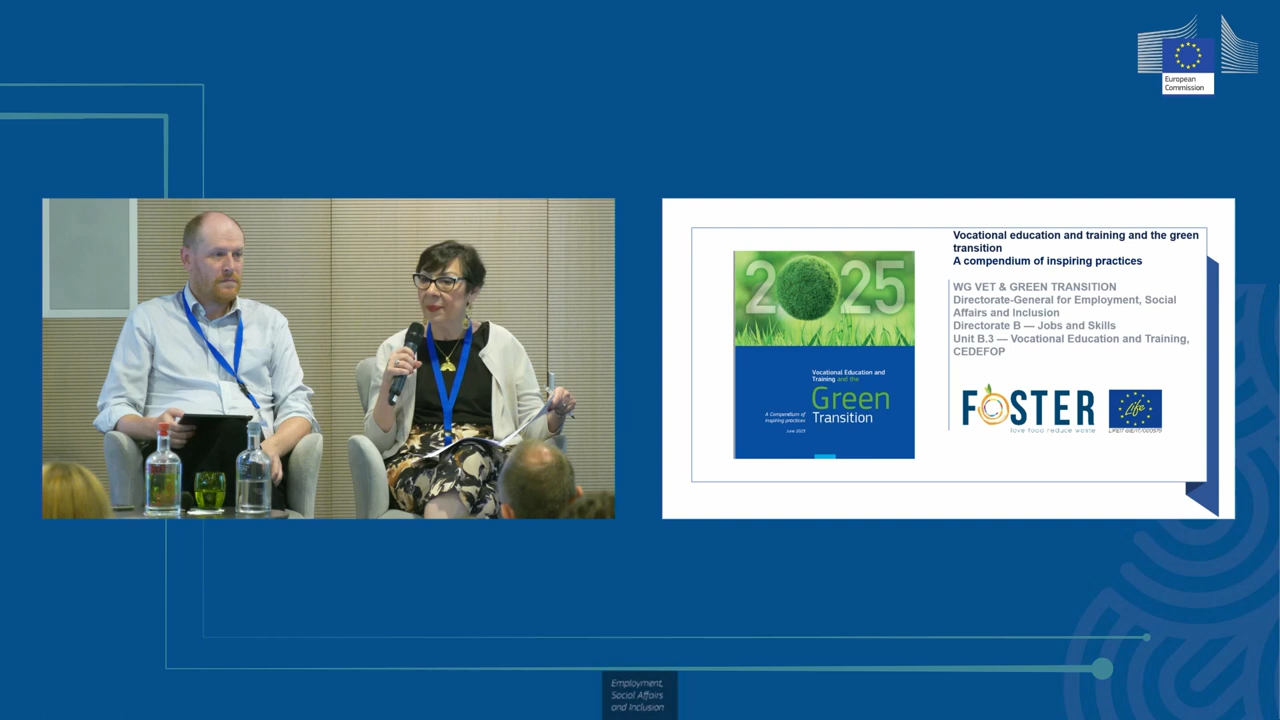 European
Commission
Vocational education and training and the green
transition
A compendium of inspiring practices
WG VET & GREEN TRANSITION
Directorate-General for Employment, Social
Affairs and Inclusion
Directorate B — Jobs and Skills
Unit B.3 — Vocational Education and Training,
CEDEFOP
2025
Vocational Education and
Training and the
Green
Transition
A Compendium of
inspiring practices
June 2025
FOSTER
love food reduce waste
Life
Employment,
Social Affairs
and Inclusion